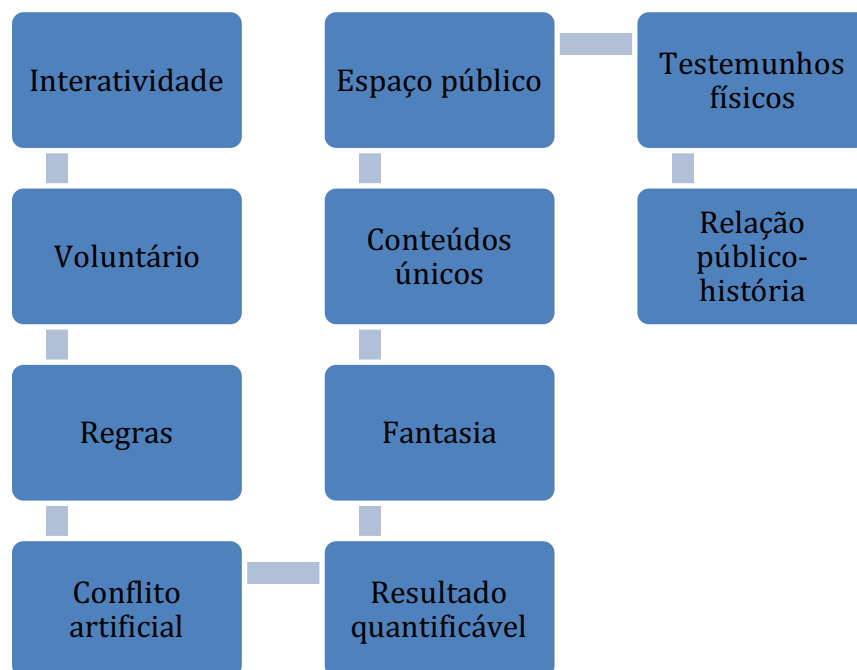 Interatividade
Voluntário
Regras
Conflito
artificial
Resultado
quantificável
Fantasia
Conteúdos
únicos
Espaço público
Testemunhos
físicos
Relação
público-
história